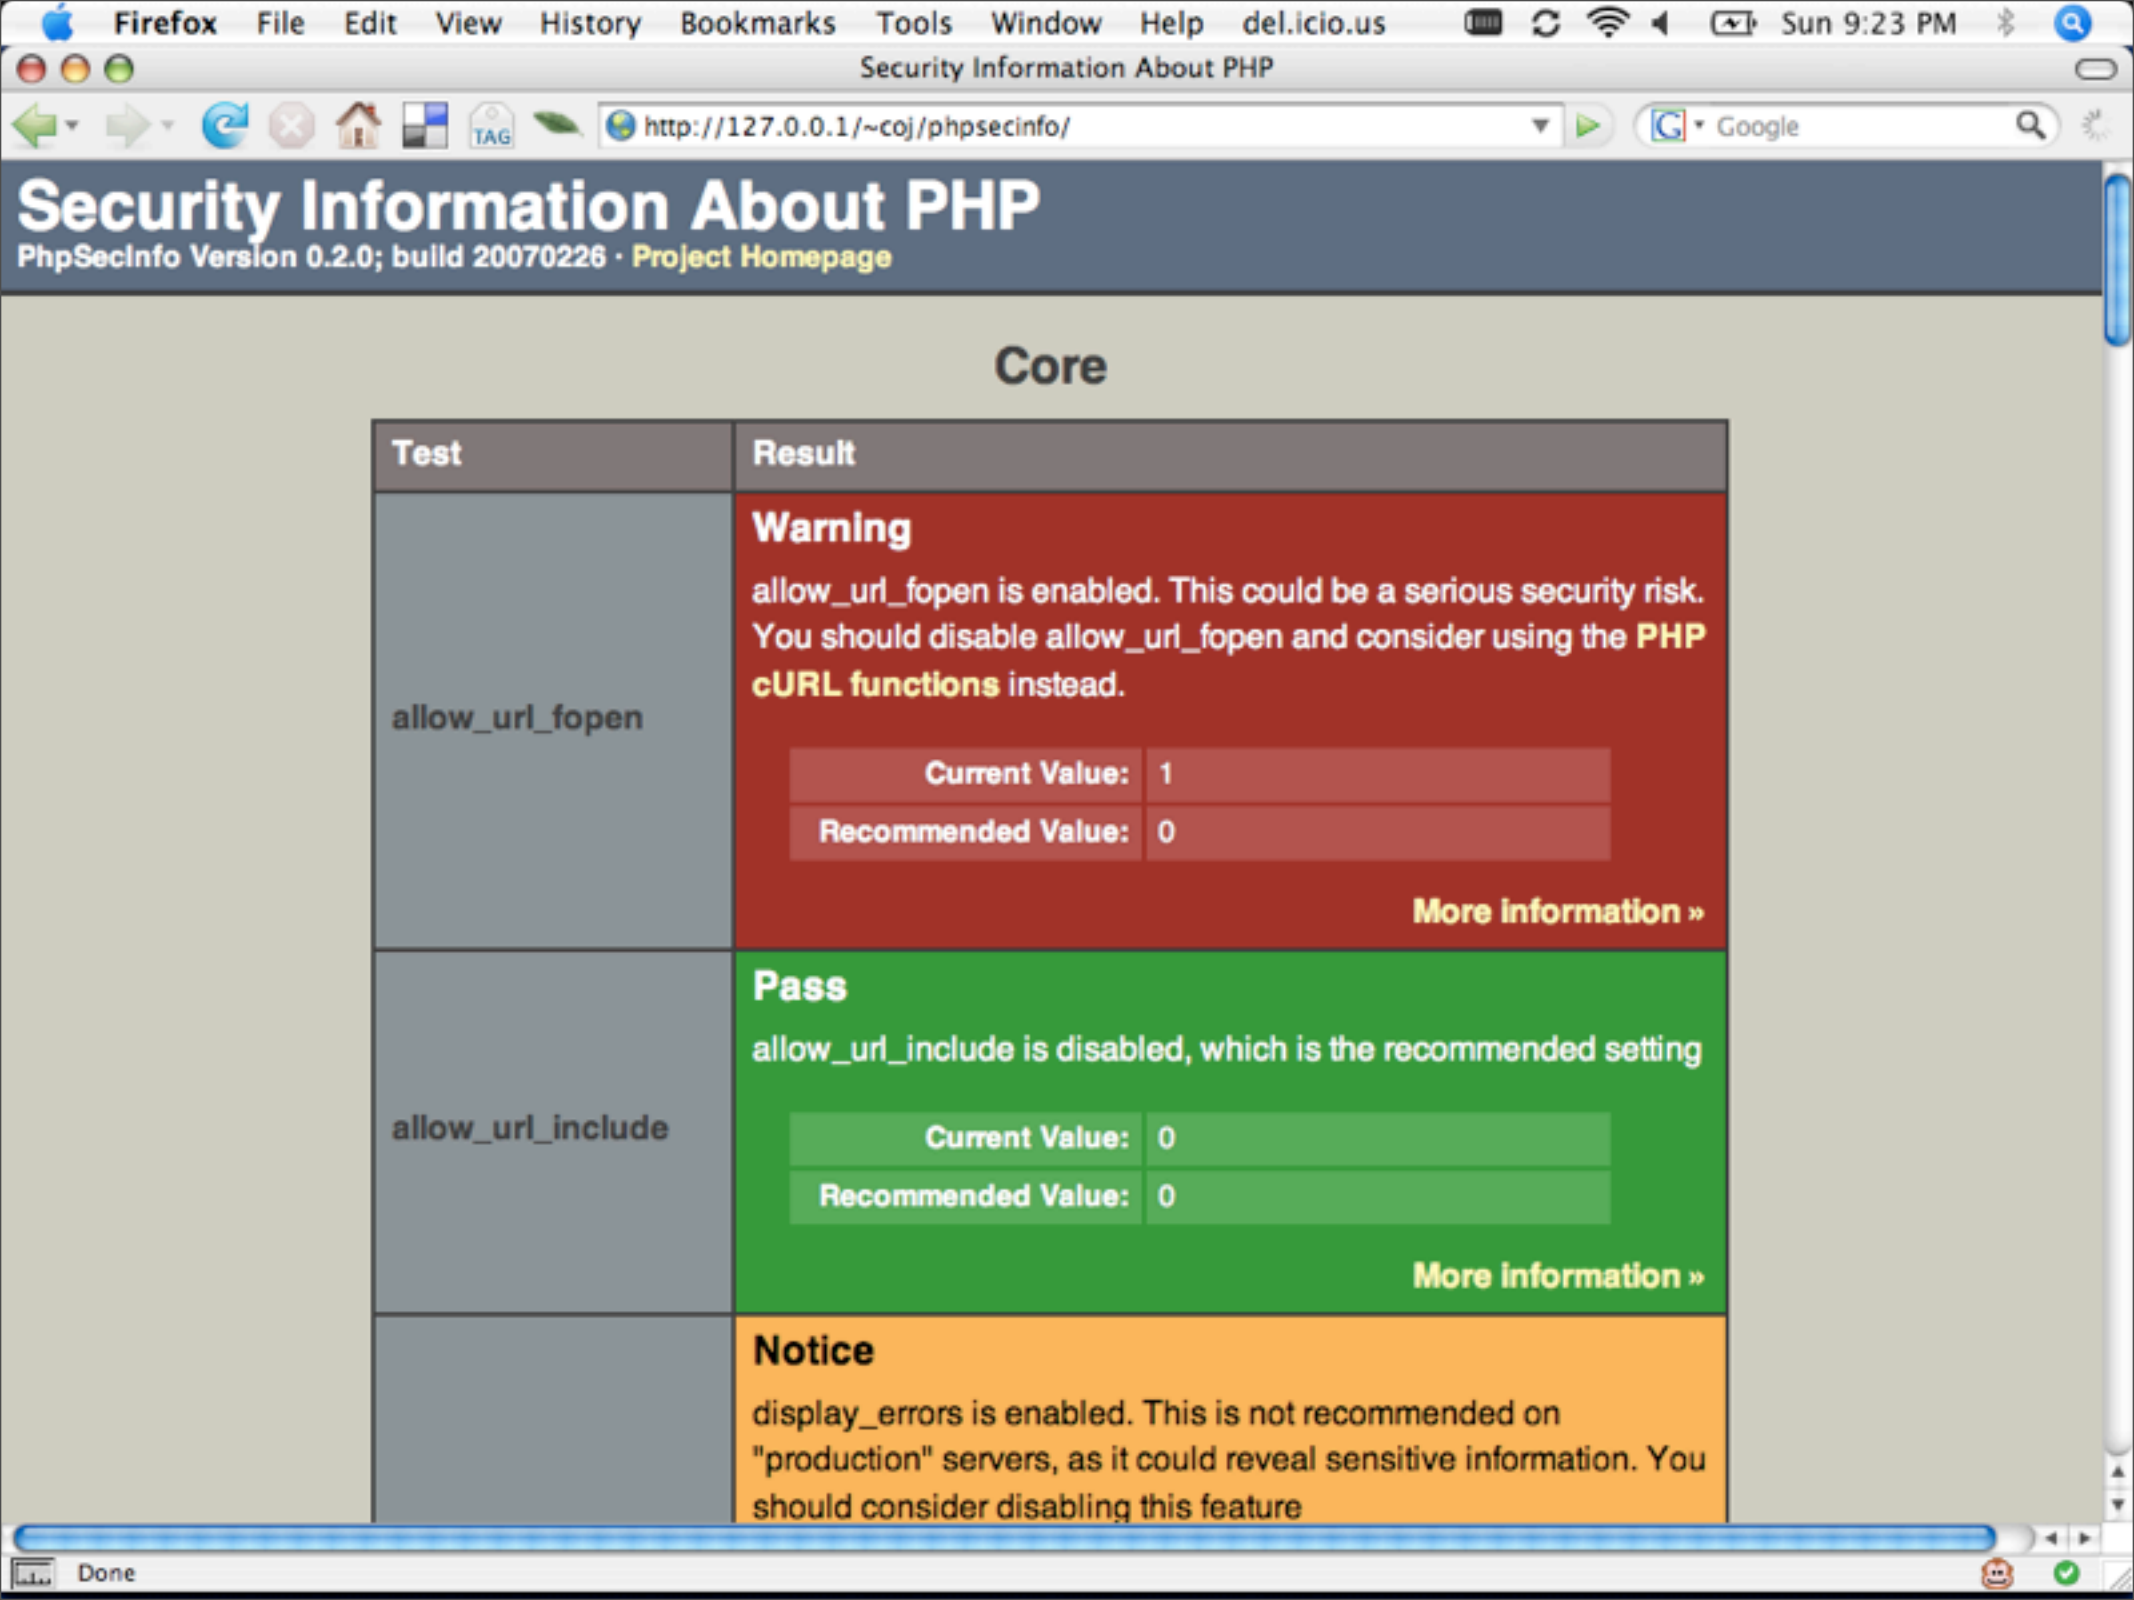 Firefox File Edit View History Bookmarks Tools Window Help del.icio.us Sun 9:23 PM
Security Information About PHP
TAG http://127.0.0.1/~coj/phpsecinfo/ G Google
Security Information About PHP
PhpSecInfo Version 0.2.0; build 20070226 · Project Homepage
Core
Test Result
allow_url_fopen
Warning
allow_url_fopen is enabled. This could be a serious security risk.
You should disable allow_url_fopen and consider using the PHP
cURL functions instead.
Current Value: 1
Recommended Value: 0
More information »
allow_url_include
Pass
allow_url_include is disabled, which is the recommended setting
Current Value: 0
Recommended Value: 0
More information »
Notice
display_errors is enabled. This is not recommended on
"production" servers, as it could reveal sensitive information. You
should consider disabling this feature
Done